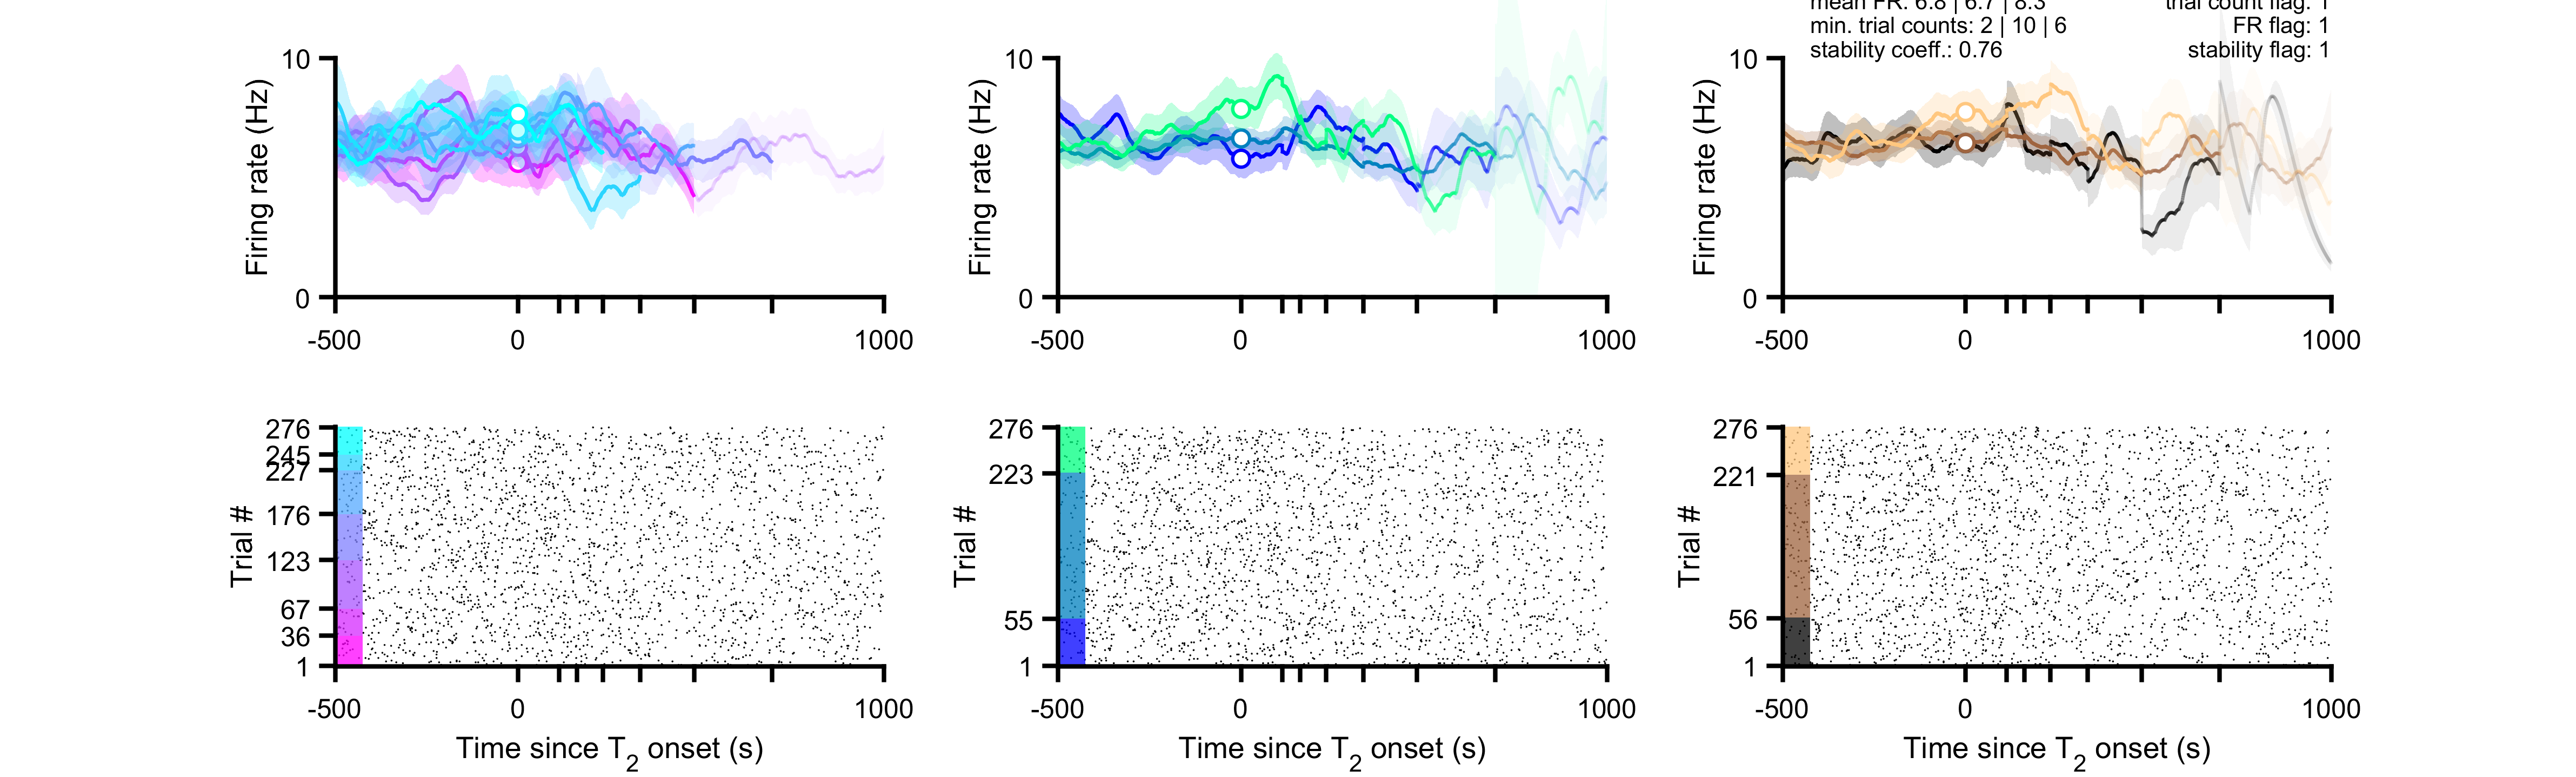 mean FR: 6.8 | 6.7 | 8.3
trial count flag: 1
min. trial counts: 2 | 10 | 6
FR flag: 1
stability coeff.: 0.76
stability flag: 1
Firing rate (Hz)
10
0
-500
0
1000
Firing rate (Hz)
10
0
-500
0
1000
Firing rate (Hz)
10
0
-500
0
1000
Trial #
276
245
227
176
123
67
36
1
-500
0
1000
Time since T2 onset (s)
Trial #
276
223
55
1
-500
0
1000
Time since T2 onset (s)
Trial #
276
221
56
1
-500
0
1000
Time since T2 onset (s)